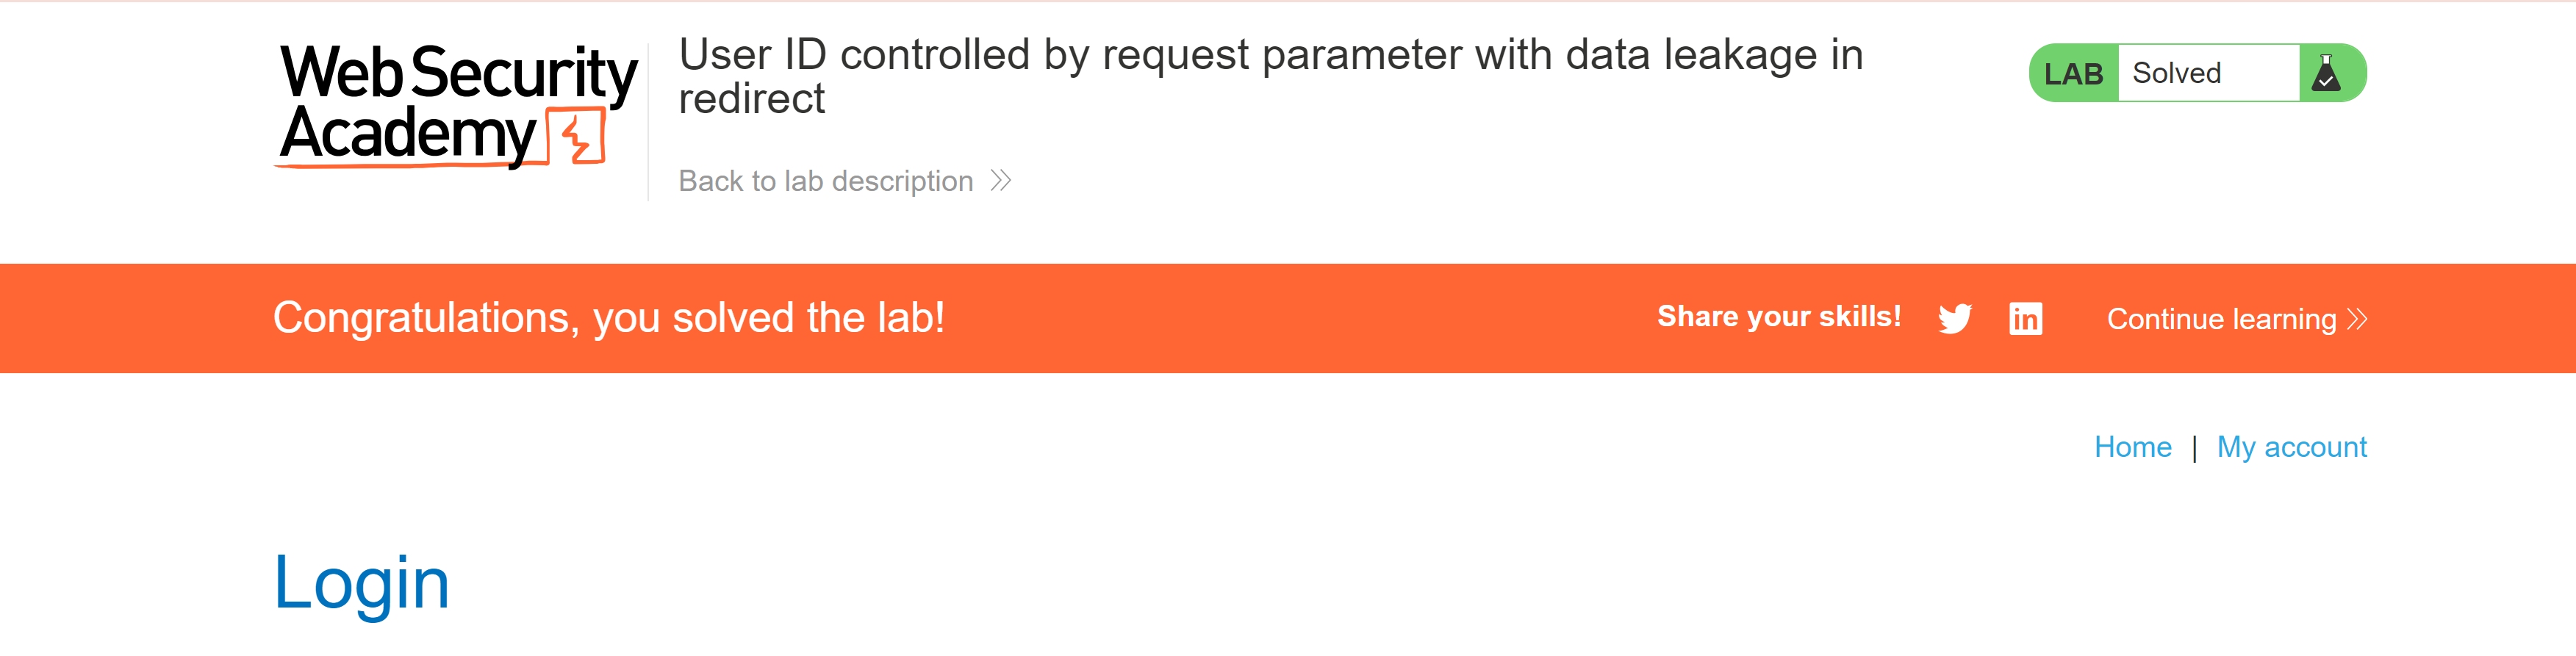 Web Security
Academy
User ID controlled by request parameter with data leakage in
redirect
Back to lab description
LAB Solved
Congratulations, you solved the lab!
Share your skills!
Continue learning
Home | My account
Login